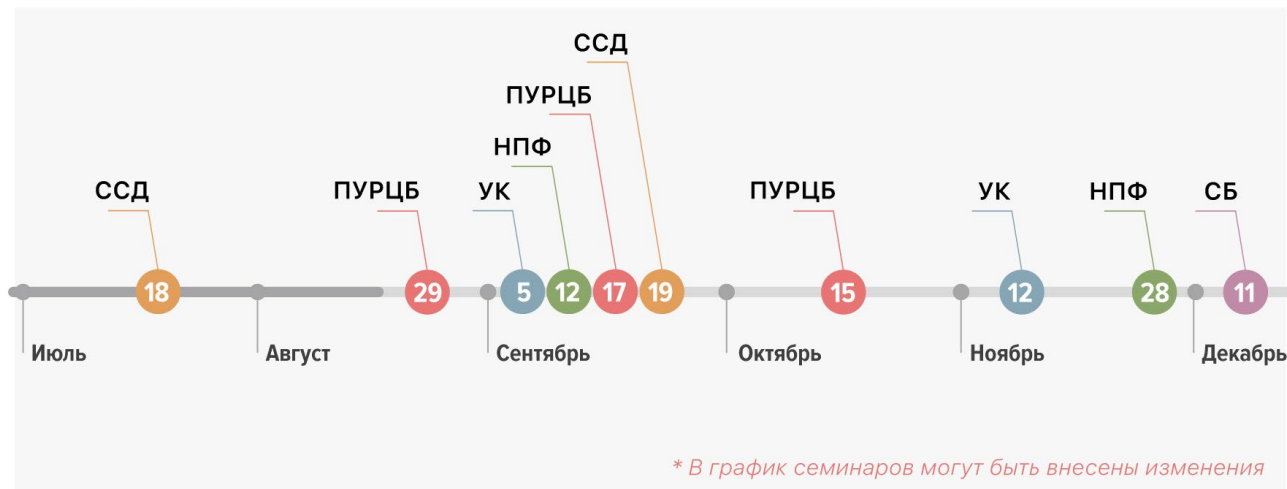 ССД
ПУРЦБ
НПФ
ССД ПУРЦБ УК ПУРЦБ УК НПФ СБ
18 29 5 12 17 19 15 12 28 11
Июль Август Сентябрь Октябрь Ноябрь Декабрь
* В график семинаров могут быть внесены изменения